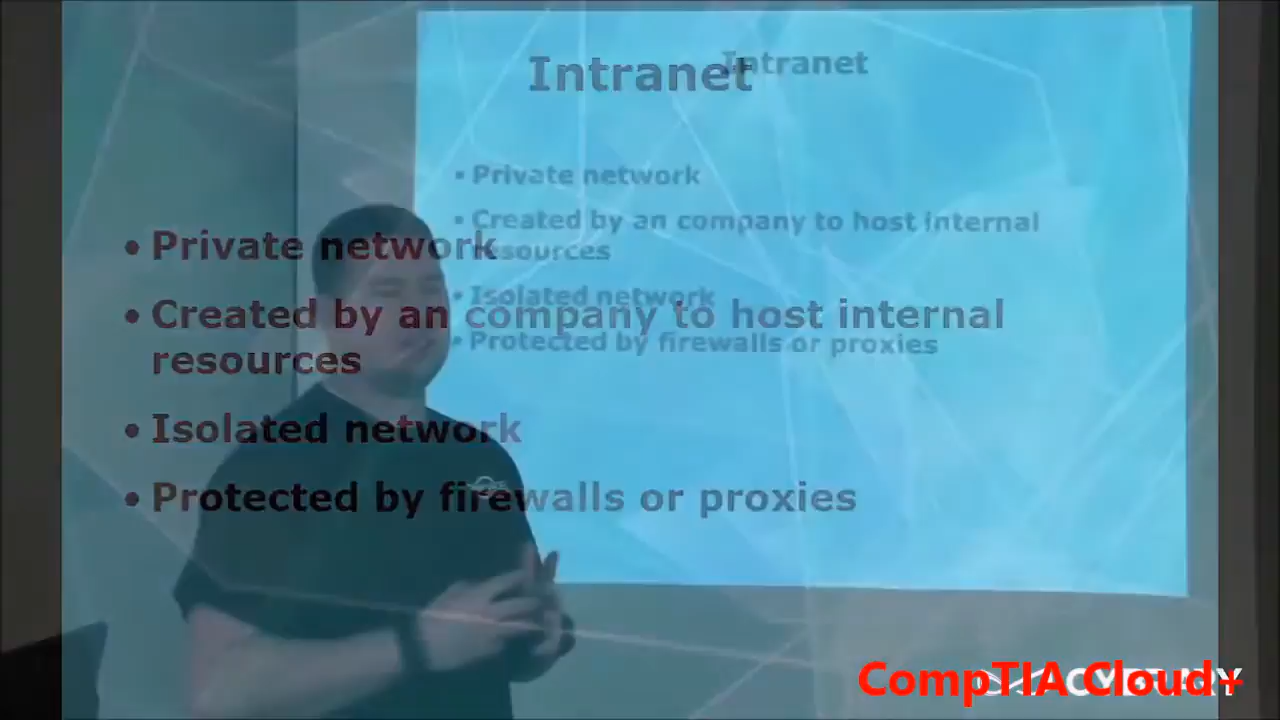 Intranet
• Private network
• Created by an company to host internal
resources
• Isolated network
• Protected by firewalls or proxies
Intranet
• Private network
• Created by an company to host internal
resources
• Isolated network
• Protected by firewalls or proxies
CompTIA Cloud+
CYBRARY